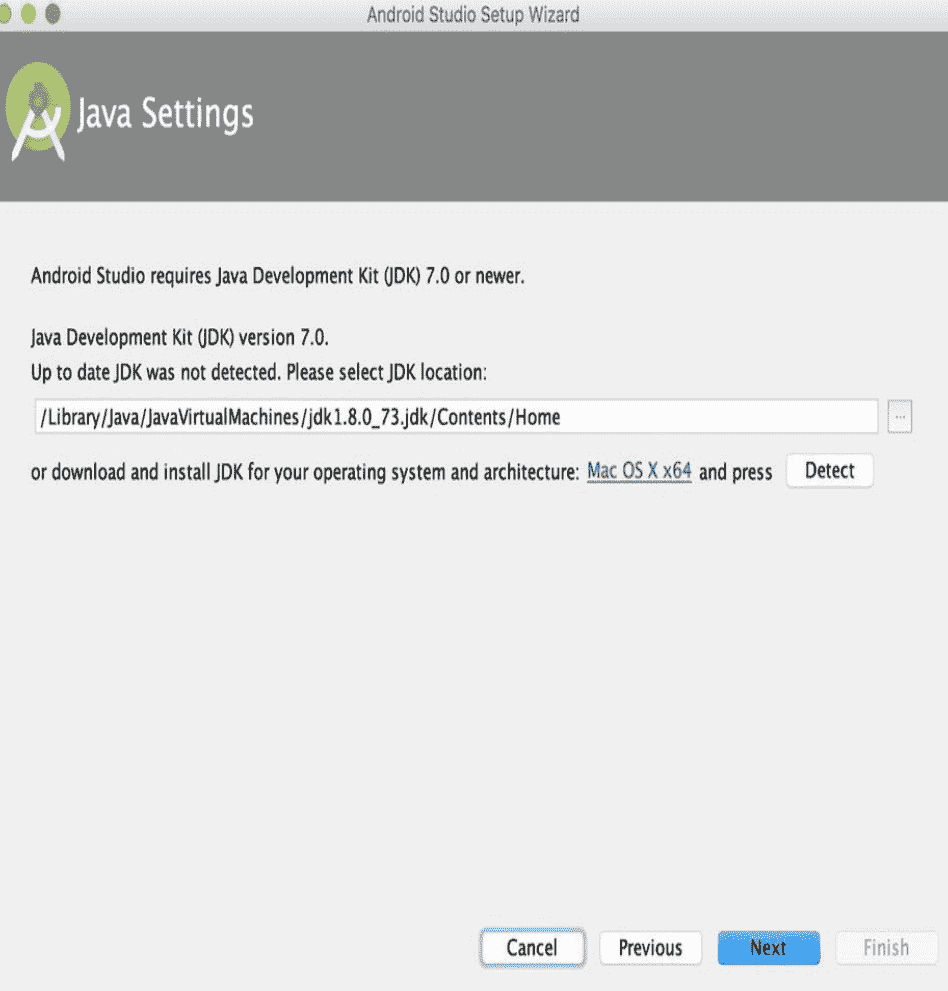 Android Studio Setup Wizard
Java Settings
Android Studio requires Java Development Kit (JDK) 7.0 or newer.
Java Development Kit (JDK) version 7.0.
Up to date JDK was not detected. Please select JDK location:
/Library/Java/JavaVirtualMachines/jdk1.8.0_73.jdk/Contents/Home
...
or download and install JDK for your operating system and architecture: Mac OS X x64 and press Detect
Cancel Previous Next Finish